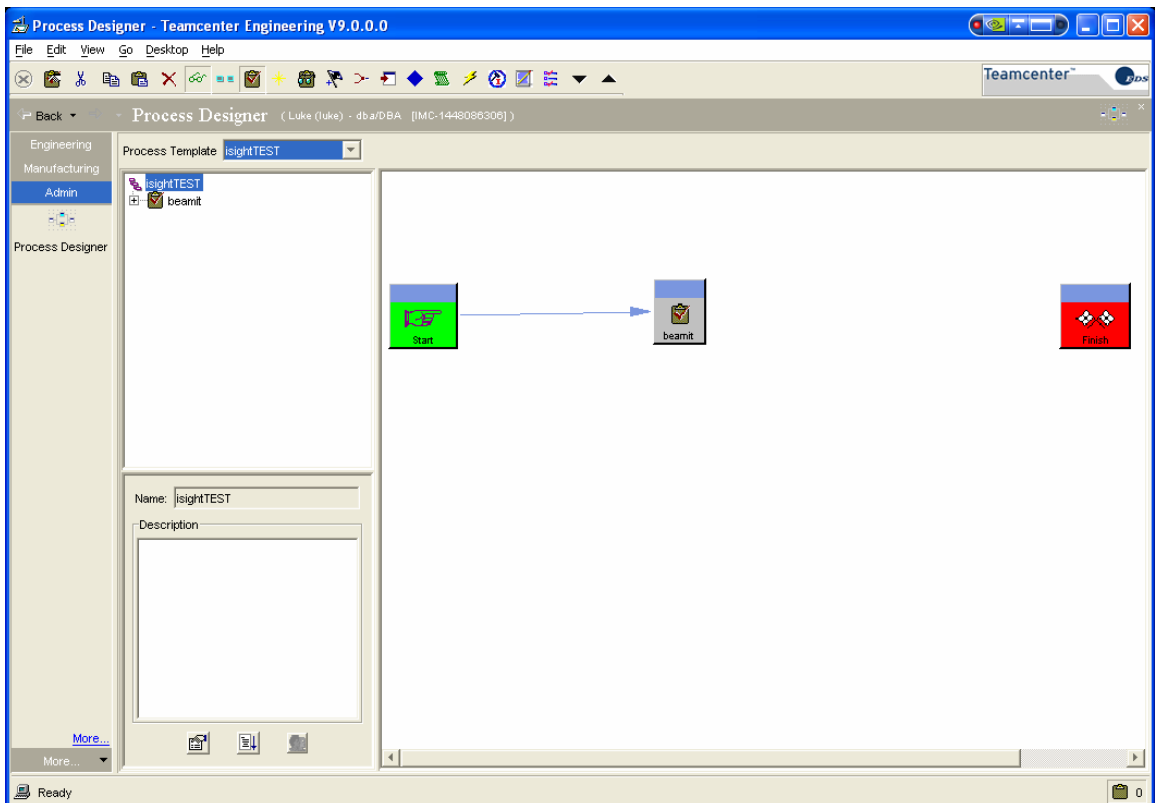 Process Designer - Teamcenter Engineering V9.0.0.0
File Edit View Go Desktop Help
Teamcenter™ EDS
Back Process Designer ( Luke (luke) - dba/DBA [IMC-1448086306] )
Engineering
Manufacturing
Admin
Process Designer
Process Template isightTEST
isightTEST
beamit
Start
beamit
Finish
Name: isightTEST
Description
More...
More...
Ready 0